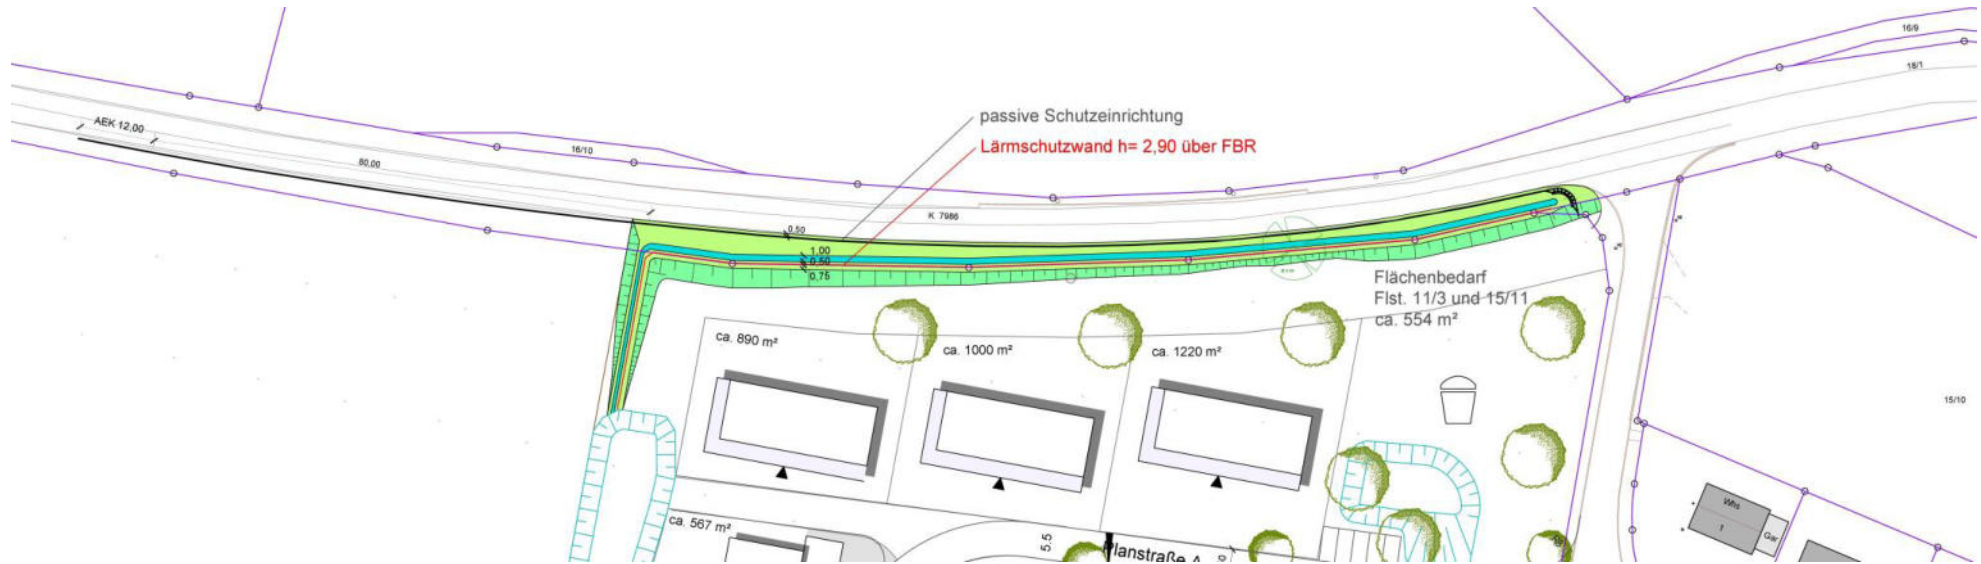 16/9
18/1
passive Schutzeinrichtung
AEK 12,00
Lärmschutzwand h= 2,90 über FBR
16/10
80,00
K 7986
0.50
1,00
0,50
0,75
Flächenbedarf
Flst. 11/3 und 15/11
ca. 554 m²
ca. 890 m²
ca. 1000 m²
ca. 1220 m²
15/10
Whs
1
Gar
ca. 567 m²
5.5
Planstraße A